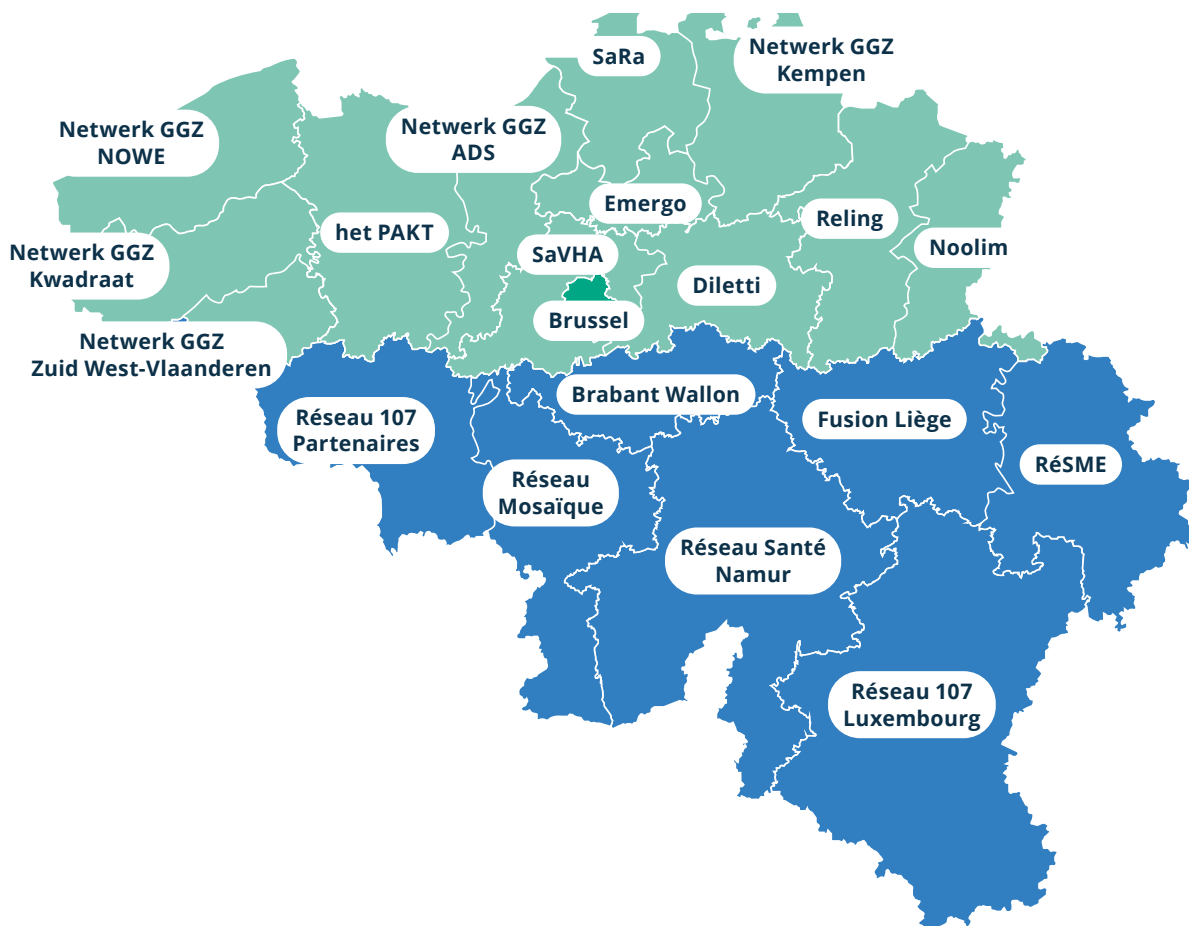 SaRa
Netwerk GGZ
Kempen
Netwerk GGZ
NOWE
Netwerk GGZ
ADS
Emergo
het PAKT
Reling
Netwerk GGZ
Kwadraat
SaVHA
Noolim
Diletti
Brussel
Netwerk GGZ
Zuid West-Vlaanderen
Brabant Wallon
Réseau 107
Partenaires
Fusion Liège
RéSME
Réseau
Mosaïque
Réseau Santé
Namur
Réseau 107
Luxembourg